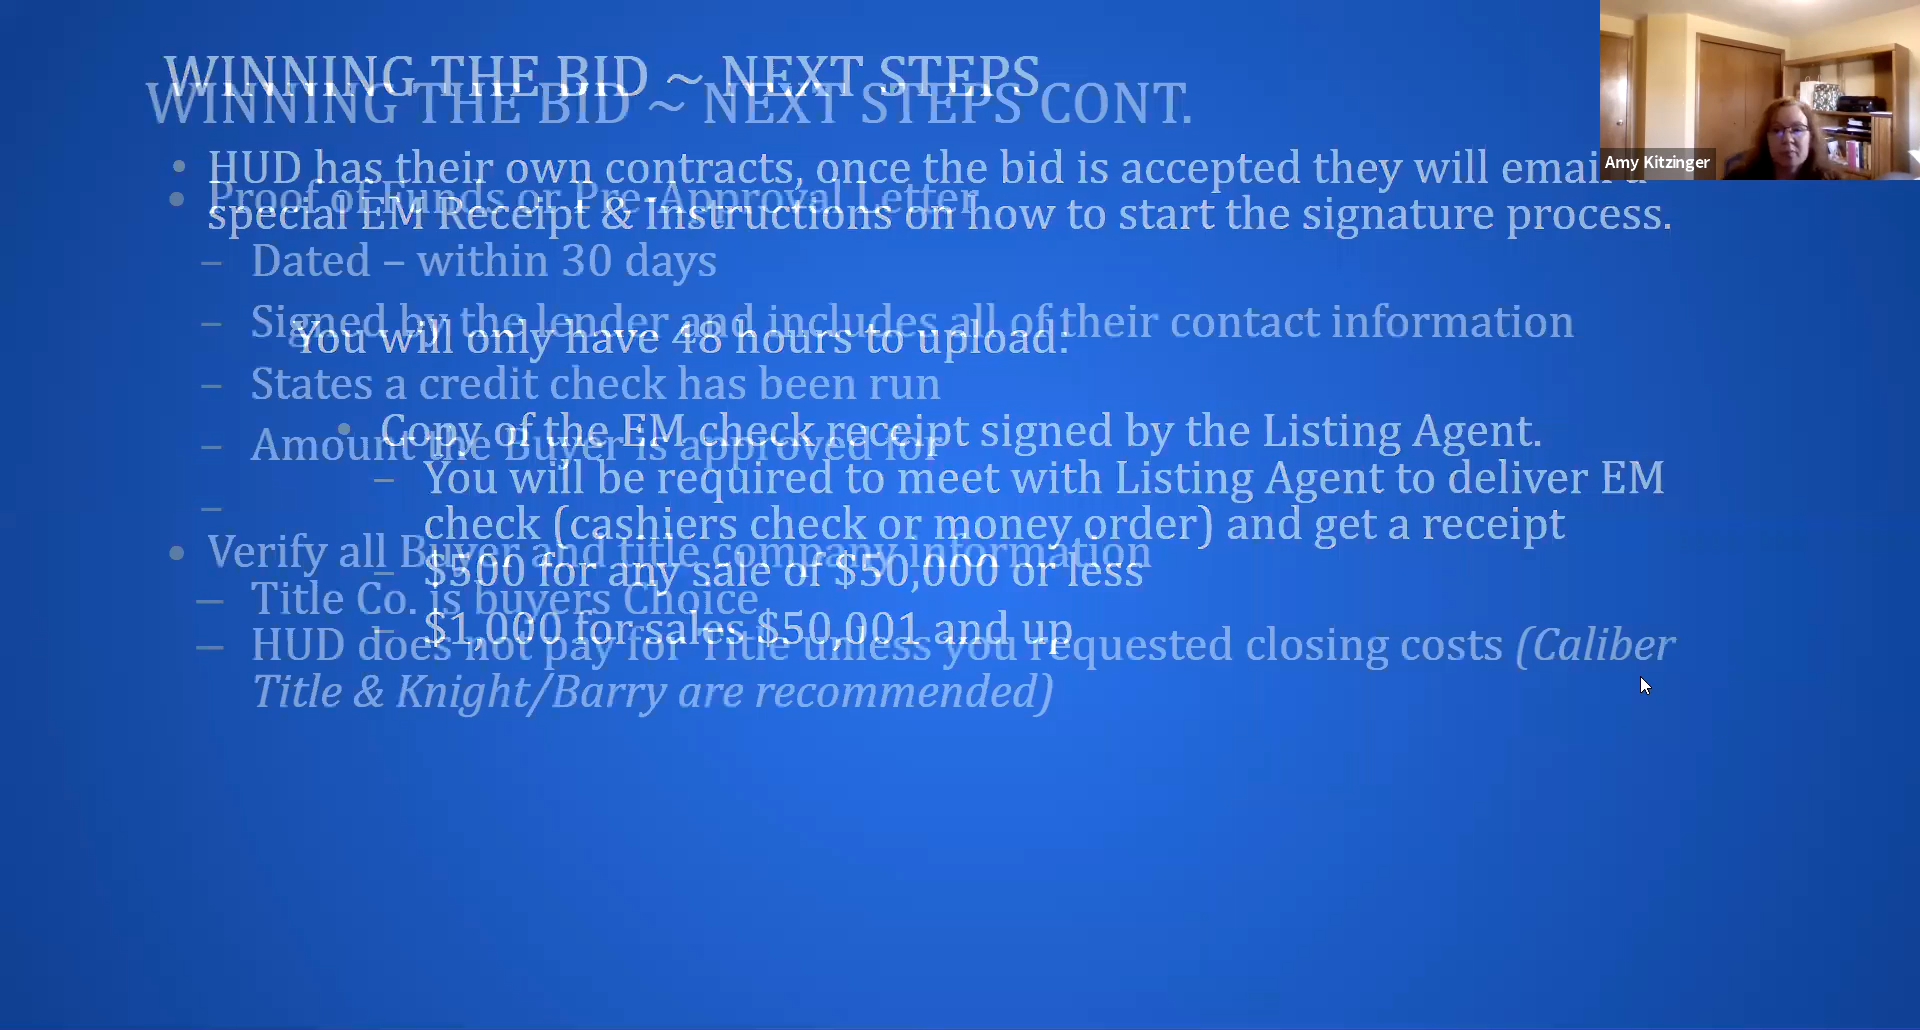 WINNING THE BID ~ NEXT STEPS
WINNING THE BID ~ NEXT STEPS CONT.
• HUD has their own contracts, once the bid is accepted they will email a
special EM Receipt & Instructions on how to start the signature process.
• Proof of Funds or Pre-Approval Letter
– Dated – within 30 days
– Signed by the lender and includes all of their contact information
You will only have 48 hours to upload:
– States a credit check has been run
• Copy of the EM check receipt signed by the Listing Agent.
– Amount the Buyer is approved for
– You will be required to meet with Listing Agent to deliver EM
check (cashiers check or money order) and get a receipt
–
• Verify all Buyer and title company information
– $500 for any sale of $50,000 or less
– Title Co. is buyers Choice
– $1,000 for sales $50,001 and up
– HUD does not pay for Title unless you requested closing costs (Caliber
Title & Knight/Barry are recommended)
Amy Kitzinger